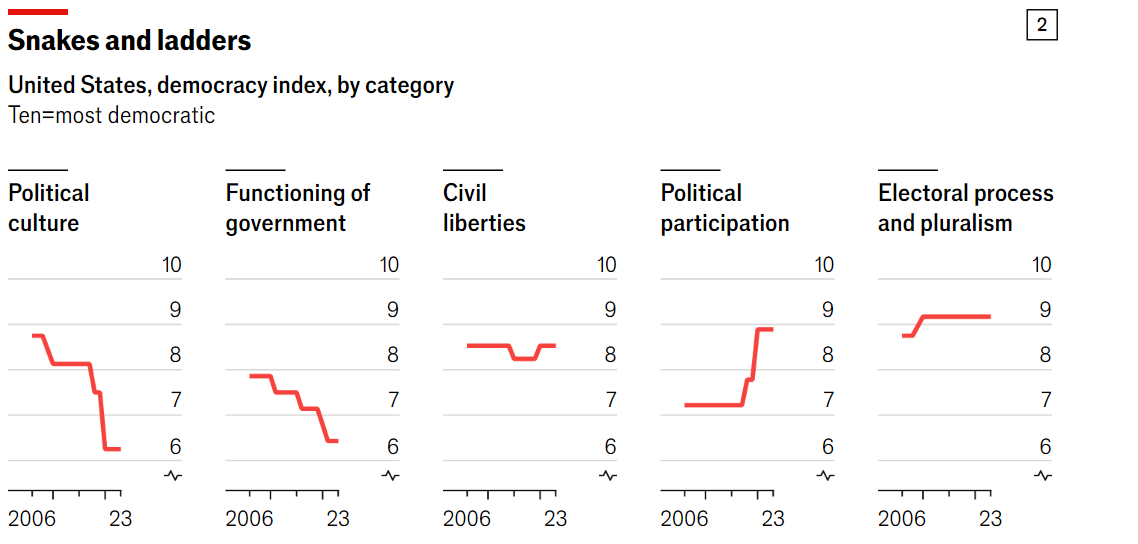 Snakes and ladders
2
United States, democracy index, by category
Ten=most democratic
Political
culture
10
9
8
7
6
2006 23
Functioning of
government
10
9
8
7
6
2006 23
Civil
liberties
10
9
8
7
6
2006 23
Political
participation
10
9
8
7
6
2006 23
Electoral process
and pluralism
10
9
8
7
6
2006 23